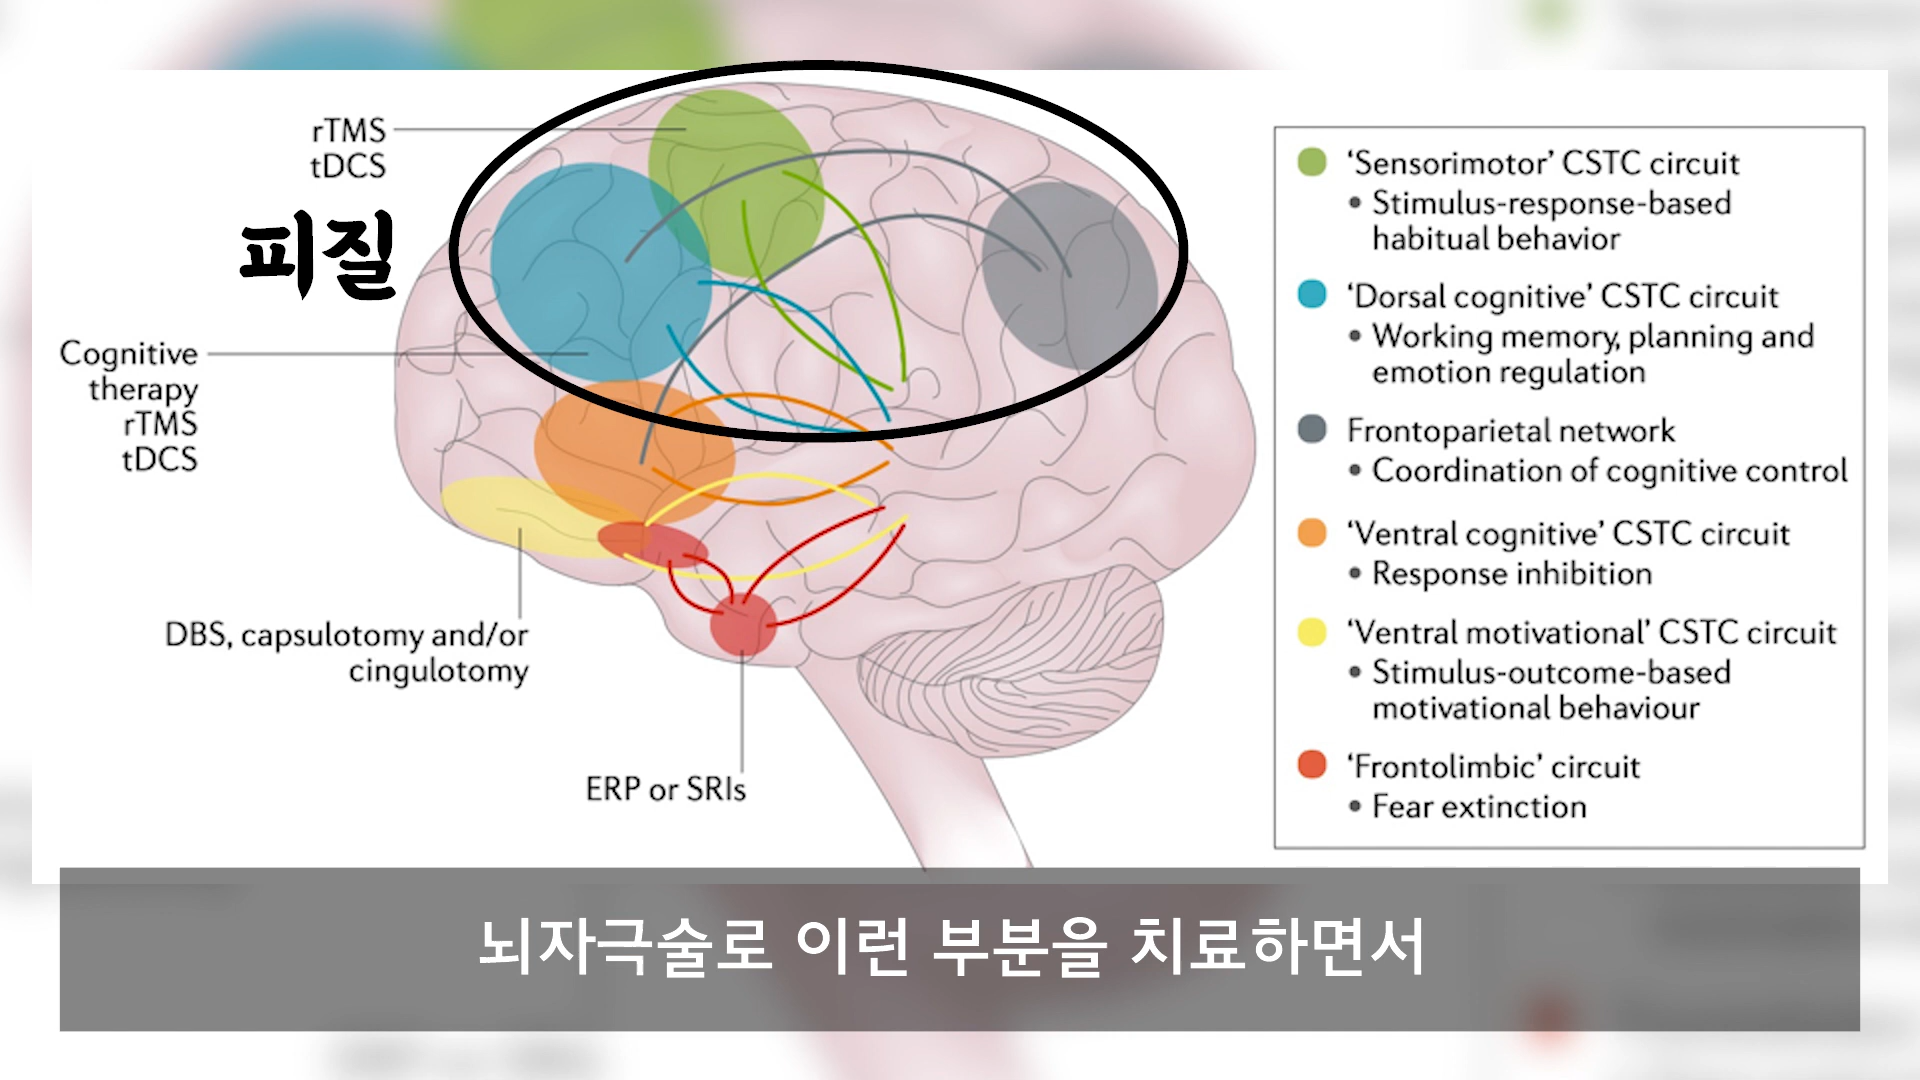 rTMS
tDCS
피질
Cognitive
therapy
rTMS
tDCS
DBS, capsulotomy and/or
cingulotomy
ERP or SRIs
‘Sensorimotor’ CSTC circuit
• Stimulus-response-based
habitual behavior
‘Dorsal cognitive’ CSTC circuit
• Working memory, planning and
emotion regulation
Frontoparietal network
• Coordination of cognitive control
‘Ventral cognitive’ CSTC circuit
• Response inhibition
‘Ventral motivational’ CSTC circuit
• Stimulus-outcome-based
motivational behaviour
‘Frontolimbic’ circuit
• Fear extinction
뇌자극술로 이런 부분을 치료하면서